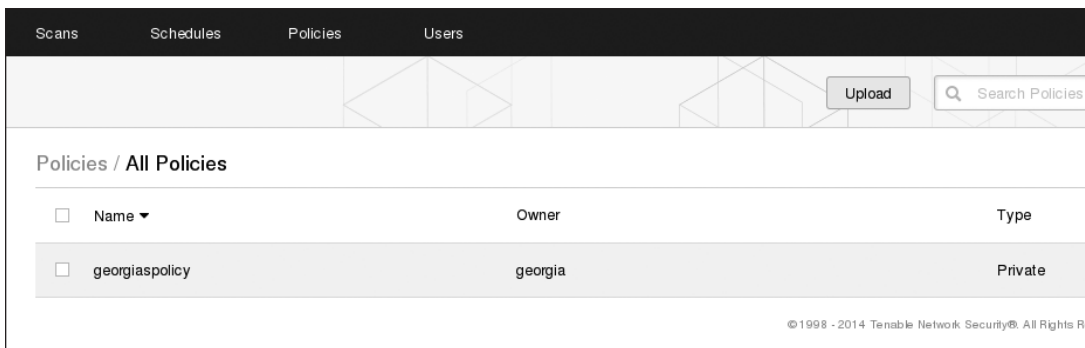 Scans Schedules Policies Users
Upload Search Policies
Policies / All Policies
Name Owner Type
georgiaspolicy georgia Private
©1998 - 2014 Tenable Network Security®. All Rights R